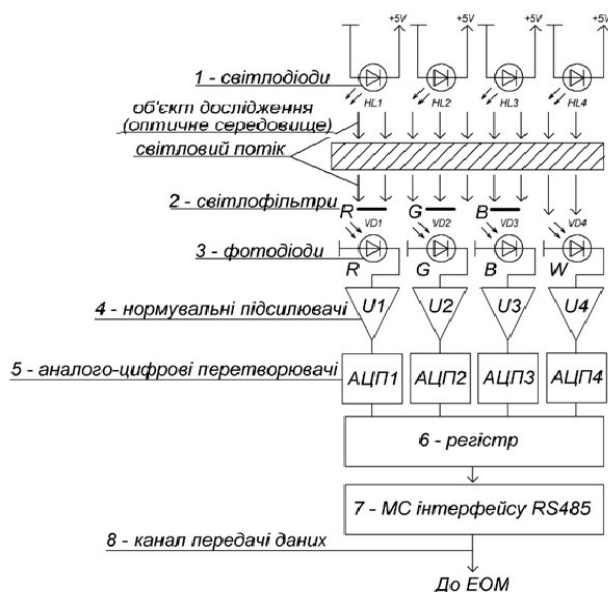 +5V +5V +5V +5V
1 - світлодіоди
HL1 HL2 HL3 HL4
об'єкт дослідження
(оптичне середовище)
світловий потік
2 - світлофільтри
R G B
VD1 VD2 VD3 VD4
3 - фотодіоди
R G B W
4 - нормувальні підсилювачі
U1 U2 U3 U4
5 - аналого-цифрові перетворювачі
АЦП1 АЦП2 АЦП3 АЦП4
6 - регістр
7 - МС інтерфейсу RS485
8 - канал передачі даних
До ЕОМ